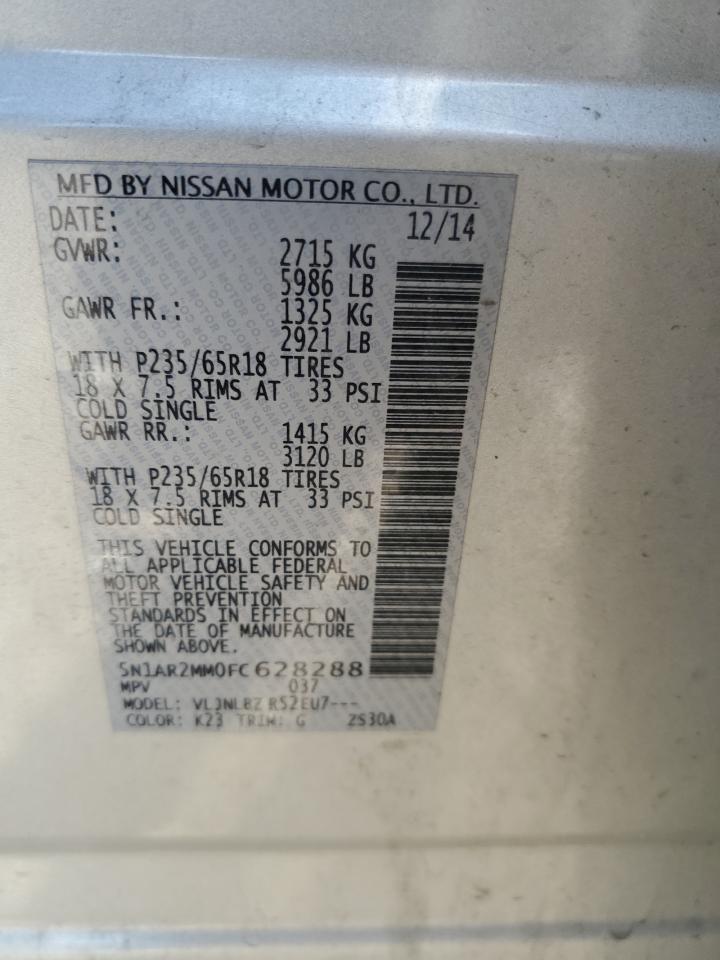 MFD BY NISSAN MOTOR CO., LTD.
DATE: 12/14
GVWR: 2715 KG
5986 LB
GAWR FR.: 1325 KG
2921 LB
WITH P235/65R18 TIRES
18 X 7.5 RIMS AT 33 PSI
COLD SINGLE
GAWR RR.: 1415 KG
3120 LB
WITH P235/65R18 TIRES
18 X 7.5 RIMS AT 33 PSI
COLD SINGLE
THIS VEHICLE CONFORMS TO
ALL APPLICABLE FEDERAL
MOTOR VEHICLE SAFETY AND
THEFT PREVENTION
STANDARDS IN EFFECT ON
THE DATE OF MANUFACTURE
SHOWN ABOVE.
5N1AR2MM0FC628288
MPV 037
MODEL: R52EU7---
COLOR: K23 TRIM: G 2S30A